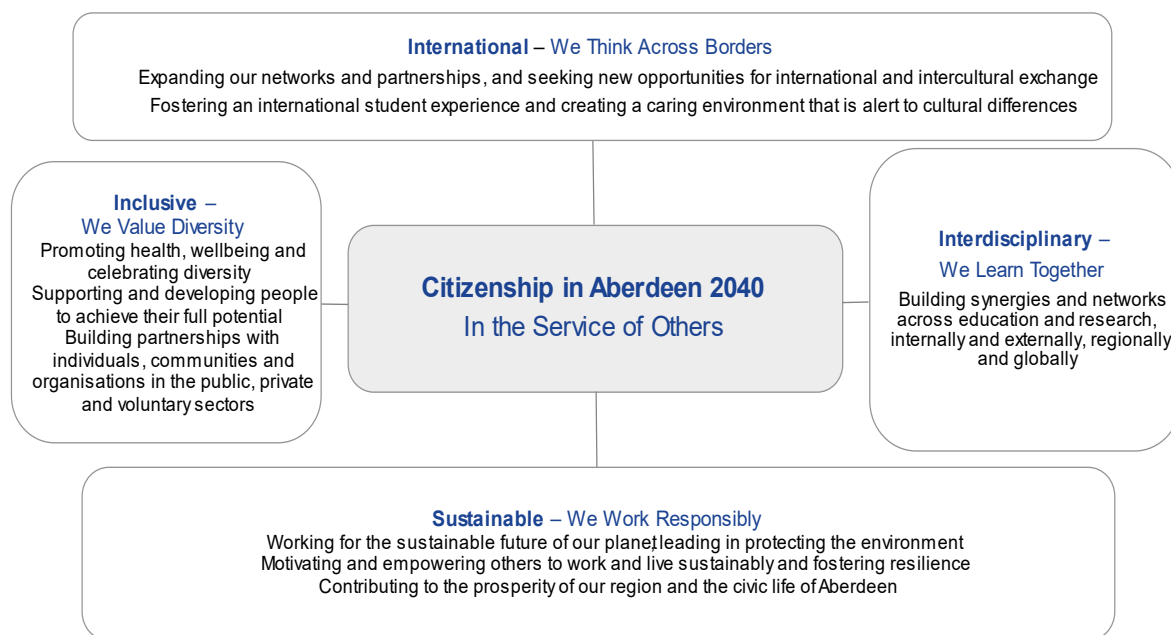 International – We Think Across Borders
Expanding our networks and partnerships, and seeking new opportunities for international and intercultural exchange
Fostering an international student experience and creating a caring environment that is alert to cultural differences
Inclusive –
We Value Diversity
Promoting health, wellbeing and
celebrating diversity
Supporting and developing people
to achieve their full potential
Building partnerships with
individuals, communities and
organisations in the public, private
and voluntary sectors
Citizenship in Aberdeen 2040
In the Service of Others
Interdisciplinary –
We Learn Together
Building synergies and networks
across education and research,
internally and externally, regionally
and globally
Sustainable – We Work Responsibly
Working for the sustainable future of our planet, leading in protecting the environment
Motivating and empowering others to work and live sustainably and fostering resilience
Contributing to the prosperity of our region and the civic life of Aberdeen